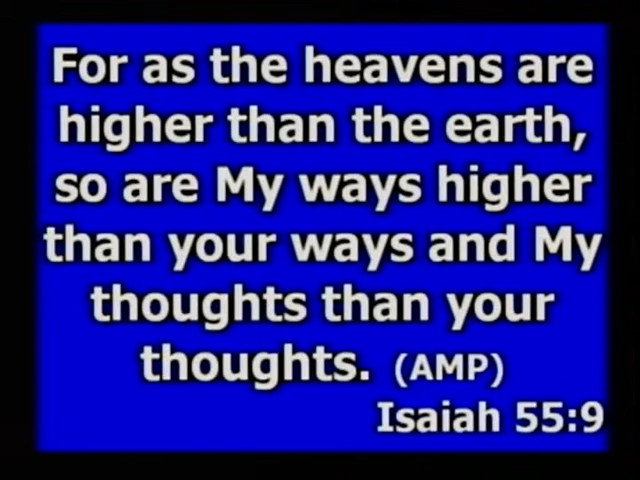 For as the heavens are
higher than the earth,
so are My ways higher
than your ways and My
thoughts than your
thoughts. (AMP)
Isaiah 55:9